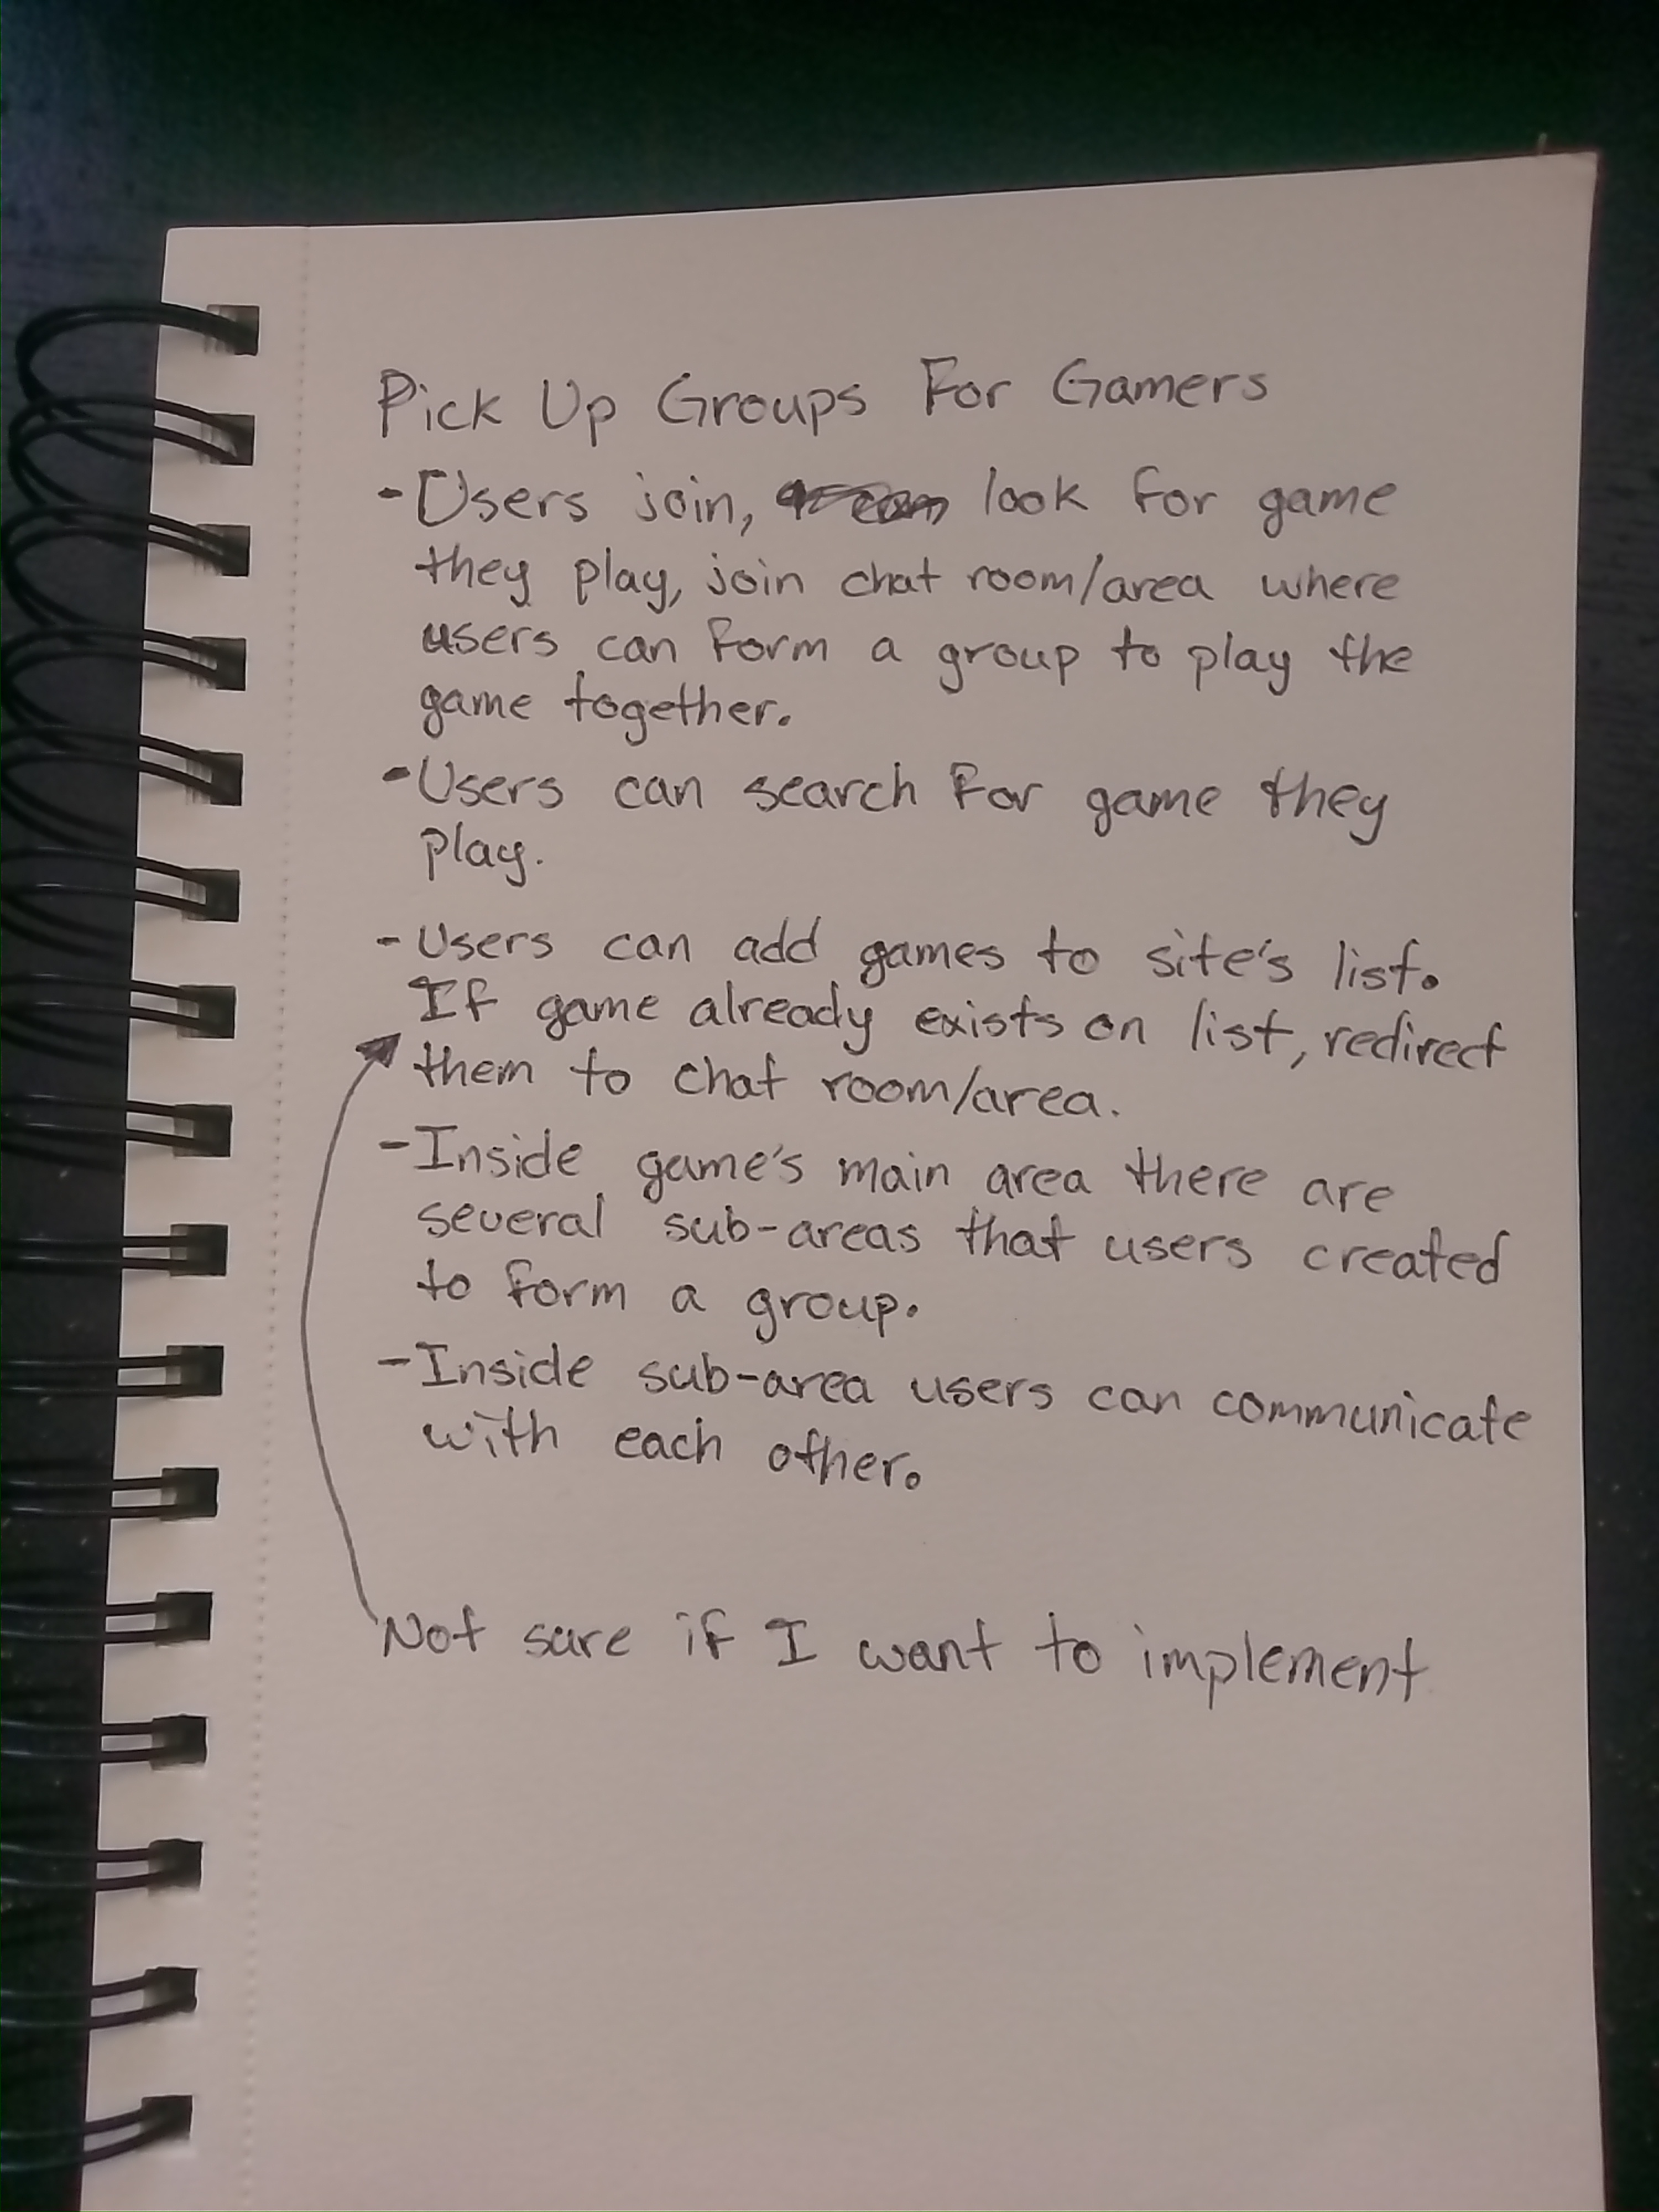 Pick Up Groups For Gamers
- Users join, look for game
they play, join chat room/area where
users can form a group to play the
game together.
- Users can search for game they
play.
- Users can add games to site's list.
If game already exists on list, redirect
them to chat room/area.
- Inside game's main area there are
several sub-areas that users created
to form a group.
- Inside sub-area users can communicate
with each other.
Not sure if I want to implement